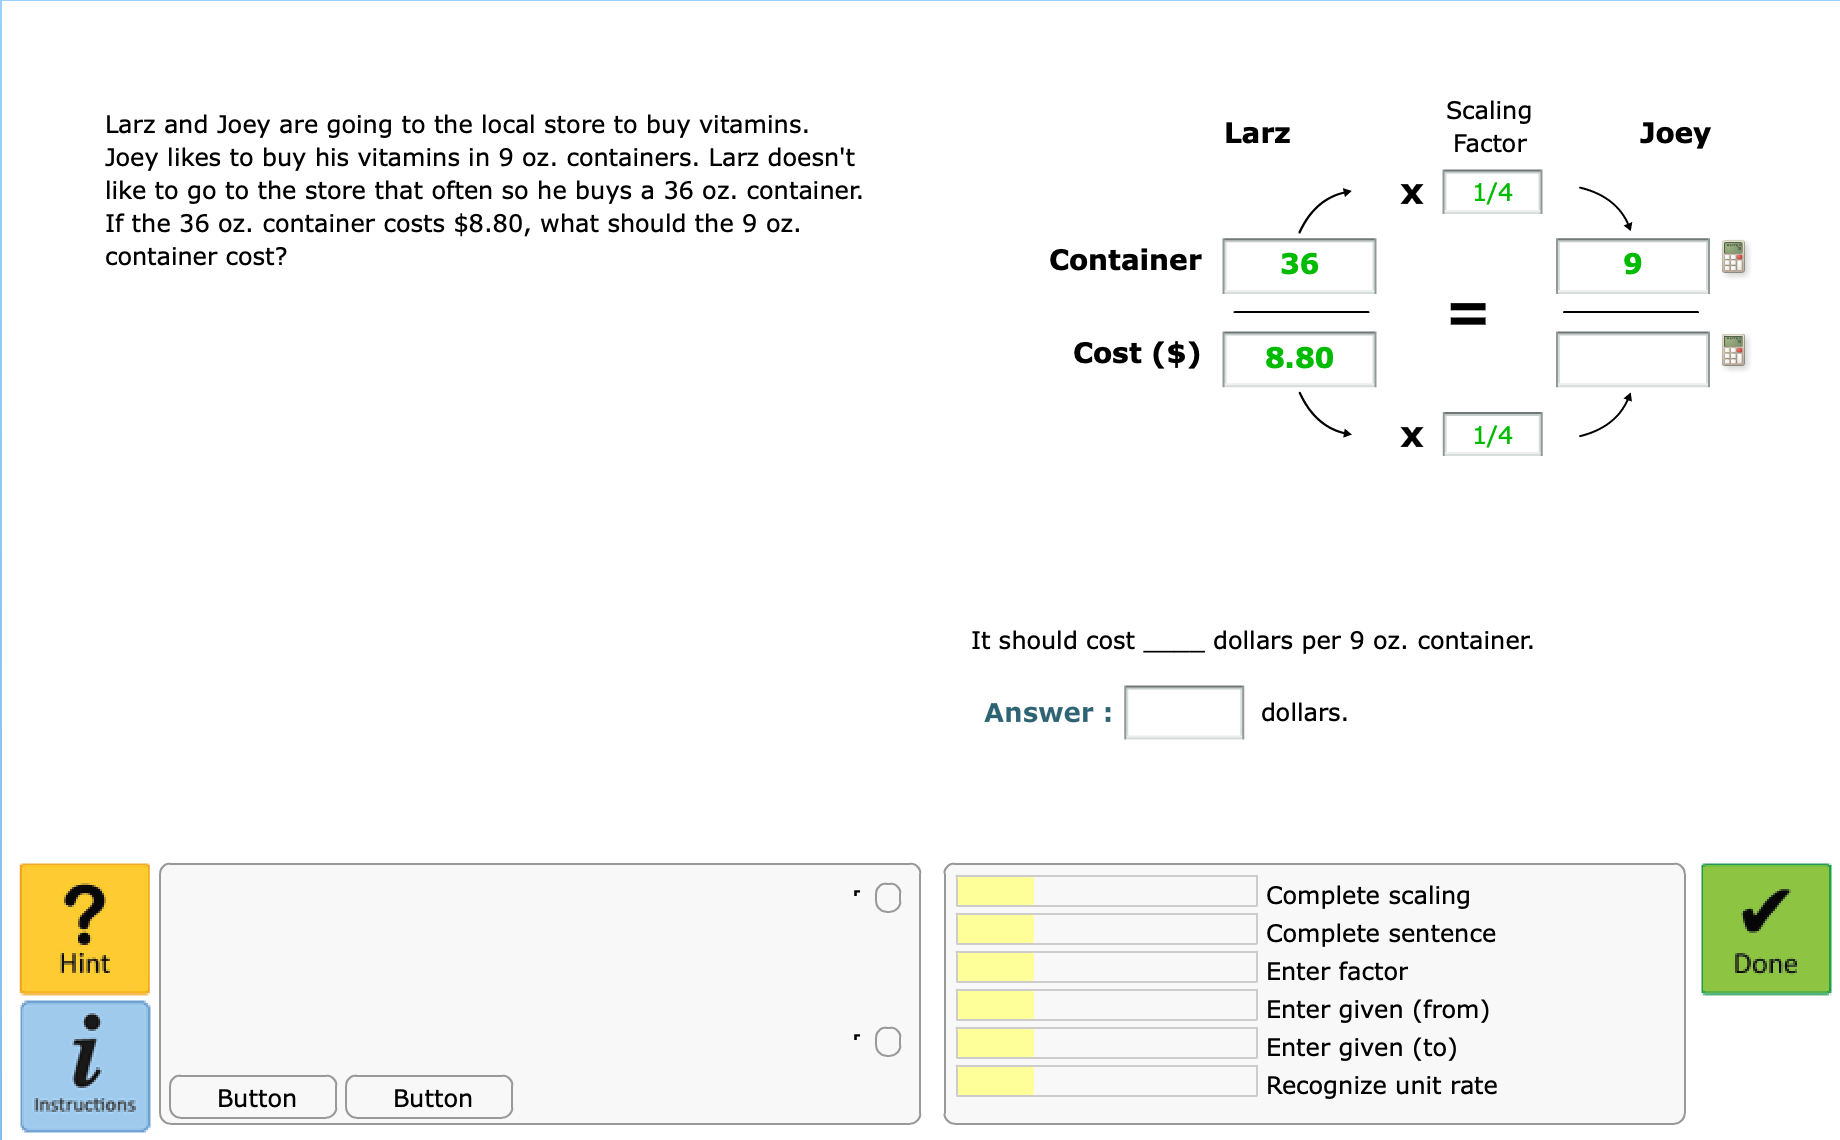 Larz and Joey are going to the local store to buy vitamins.
Joey likes to buy his vitamins in 9 oz. containers. Larz doesn't
like to go to the store that often so he buys a 36 oz. container.
If the 36 oz. container costs $8.80, what should the 9 oz.
container cost?
Larz
Scaling
Factor
Joey
x 1/4
Container 36 = 9
Cost ($) 8.80
x 1/4
It should cost _____ dollars per 9 oz. container.
Answer : dollars.
?
Hint
i
Instructions
Button Button
Complete scaling
Complete sentence
Enter factor
Enter given (from)
Enter given (to)
Recognize unit rate
Done